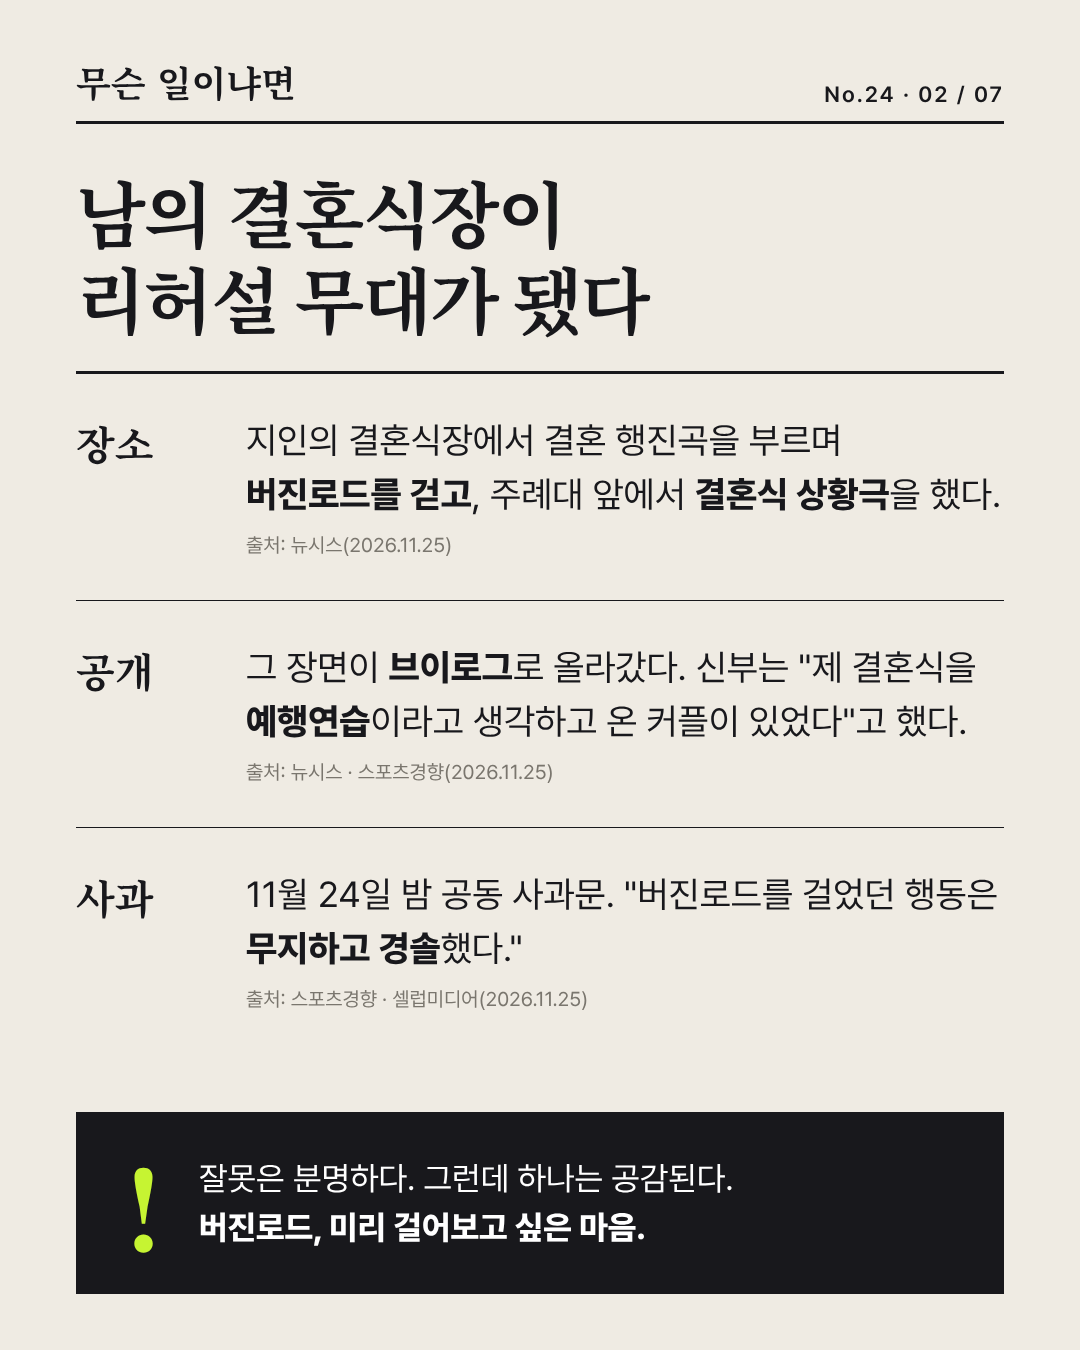 무슨 일이냐면
No.24 · 02 / 07
남의 결혼식장이
리허설 무대가 됐다
장소
지인의 결혼식장에서 결혼 행진곡을 부르며
버진로드를 걷고, 주례대 앞에서 결혼식 상황극을 했다.
출처: 뉴시스(2026.11.25)
공개
그 장면이 브이로그로 올라갔다. 신부는 "제 결혼식을
예행연습이라고 생각하고 온 커플이 있었다"고 했다.
출처: 뉴시스 · 스포츠경향(2026.11.25)
사과
11월 24일 밤 공동 사과문. "버진로드를 걸었던 행동은
무지하고 경솔했다."
출처: 스포츠경향 · 셀럽미디어(2026.11.25)
!
잘못은 분명하다. 그런데 하나는 공감된다.
버진로드, 미리 걸어보고 싶은 마음.